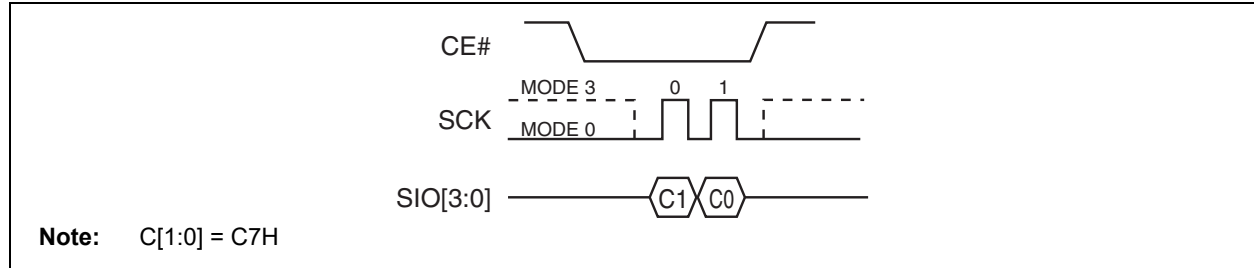 CE#
MODE 3 0 1
SCK
MODE 0
SIO[3:0] C1 C0
Note: C[1:0] = C7H